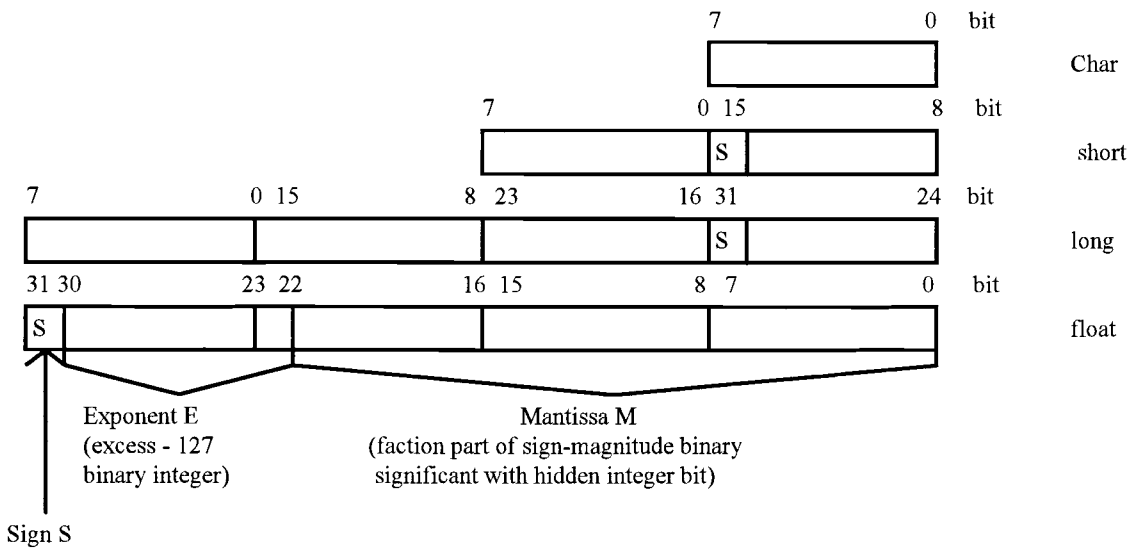 7 0 bit
Char
7 0 15 8 bit
S short
7 0 15 8 23 16 31 24 bit
S long
31 30 23 22 16 15 8 7 0 bit
S float
Exponent E
(excess - 127
binary integer)
Mantissa M
(faction part of sign-magnitude binary
significant with hidden integer bit)
Sign S